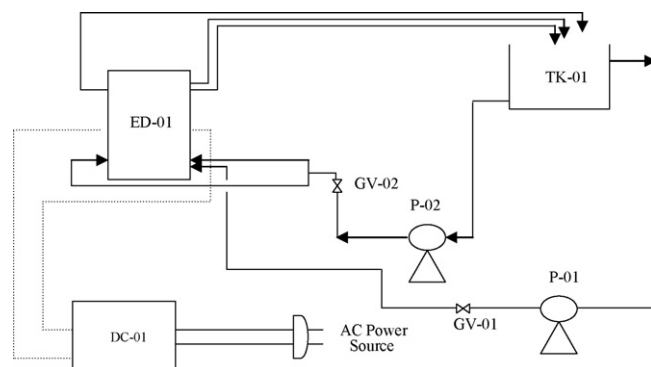 TK-01
ED-01
GV-02
P-02
P-01
GV-01
DC-01
AC Power
Source